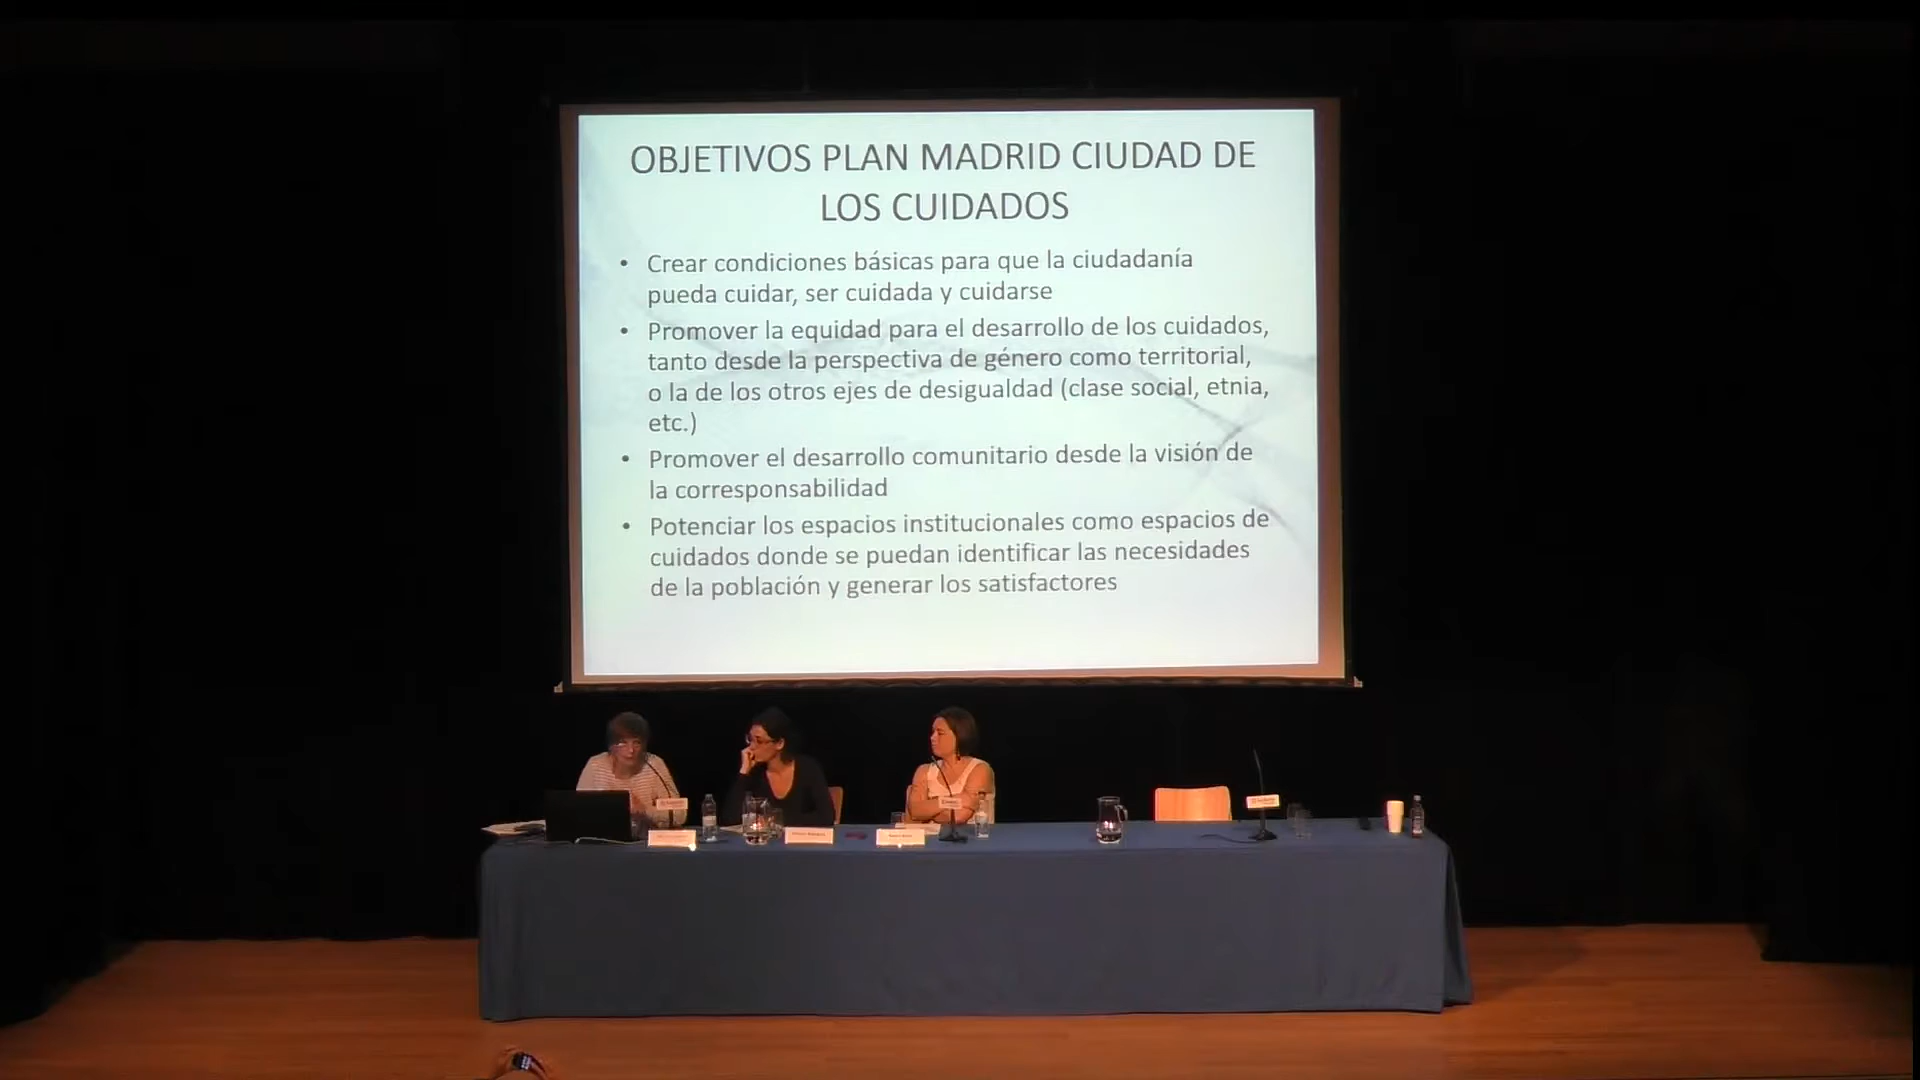 OBJETIVOS PLAN MADRID CIUDAD DE
LOS CUIDADOS
• Crear condiciones básicas para que la ciudadanía
pueda cuidar, ser cuidada y cuidarse
• Promover la equidad para el desarrollo de los cuidados,
tanto desde la perspectiva de género como territorial,
o la de los otros ejes de desigualdad (clase social, etnia,
etc.)
• Promover el desarrollo comunitario desde la visión de
la corresponsabilidad
• Potenciar los espacios institucionales como espacios de
cuidados donde se puedan identificar las necesidades
de la población y generar los satisfactores